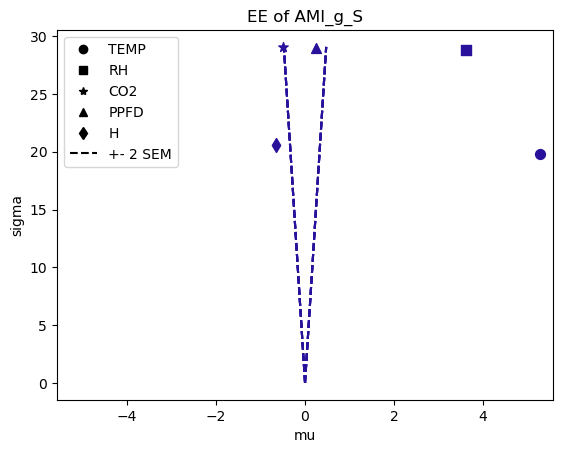 EE of AMI_g_S
30
25
20
15
10
5
0
sigma
TEMP
RH
CO2
PPFD
H
+- 2 SEM
−4
−2
0
2
4
mu